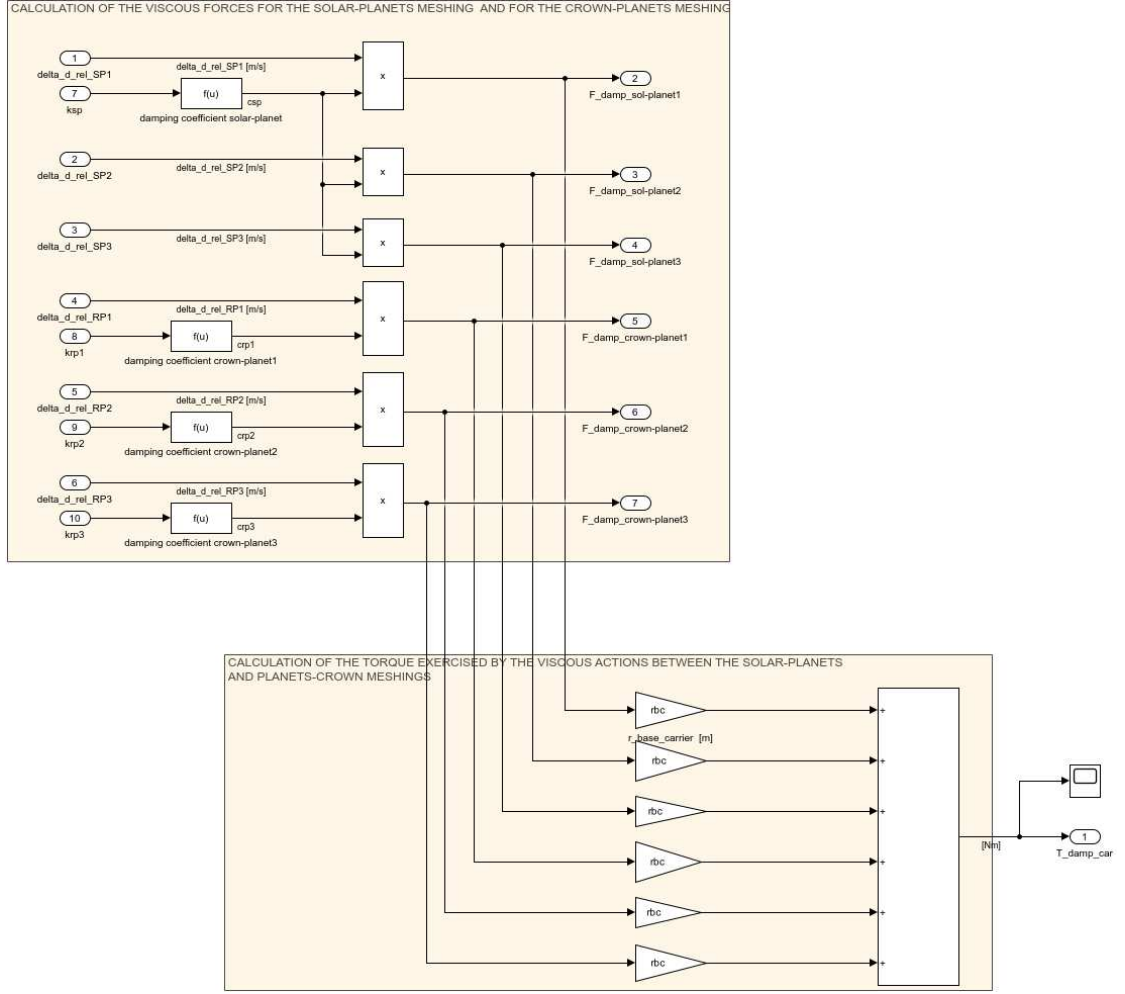 CALCULATION OF THE VISCOUS FORCES FOR THE SOLAR-PLANETS MESHING AND FOR THE CROWN-PLANETS MESHING
1
delta_d_rel_SP1
delta_d_rel_SP1 [m/s]
x
2
F_damp_sol-planet1
7
ksp
f(u)
csp
damping coefficient solar-planet
2
delta_d_rel_SP2
delta_d_rel_SP2 [m/s]
x
3
F_damp_sol-planet2
3
delta_d_rel_SP3
delta_d_rel_SP3 [m/s]
x
4
F_damp_sol-planet3
4
delta_d_rel_RP1
delta_d_rel_RP1 [m/s]
x
5
F_damp_crown-planet1
8
krp1
f(u)
crp1
damping coefficient crown-planet1
5
delta_d_rel_RP2
delta_d_rel_RP2 [m/s]
x
6
F_damp_crown-planet2
9
krp2
f(u)
crp2
damping coefficient crown-planet2
6
delta_d_rel_RP3
delta_d_rel_RP3 [m/s]
x
7
F_damp_crown-planet3
10
krp3
f(u)
crp3
damping coefficient crown-planet3
CALCULATION OF THE TORQUE EXERCISED BY THE VISCOUS ACTIONS BETWEEN THE SOLAR-PLANETS
AND PLANETS-CROWN MESHINGS
rbc
+
r_base_carrier [m]
rbc
+
rbc
+
rbc
+
rbc
+
rbc
+
[Nm]
1
T_damp_car